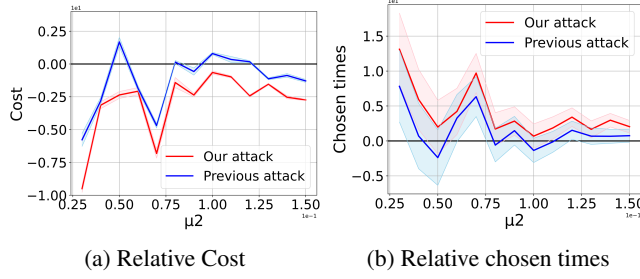 1e1
0.25
0.00
−0.25
−0.50
−0.75
−1.00
Cost
Our attack
Previous attack
0.25 0.50 0.75 1.00 1.25 1.50
1e−1
μ2
(a) Relative Cost
1e1
1.5
1.0
0.5
0.0
−0.5
Chosen times
Our attack
Previous attack
0.25 0.50 0.75 1.00 1.25 1.50
1e−1
μ2
(b) Relative chosen times